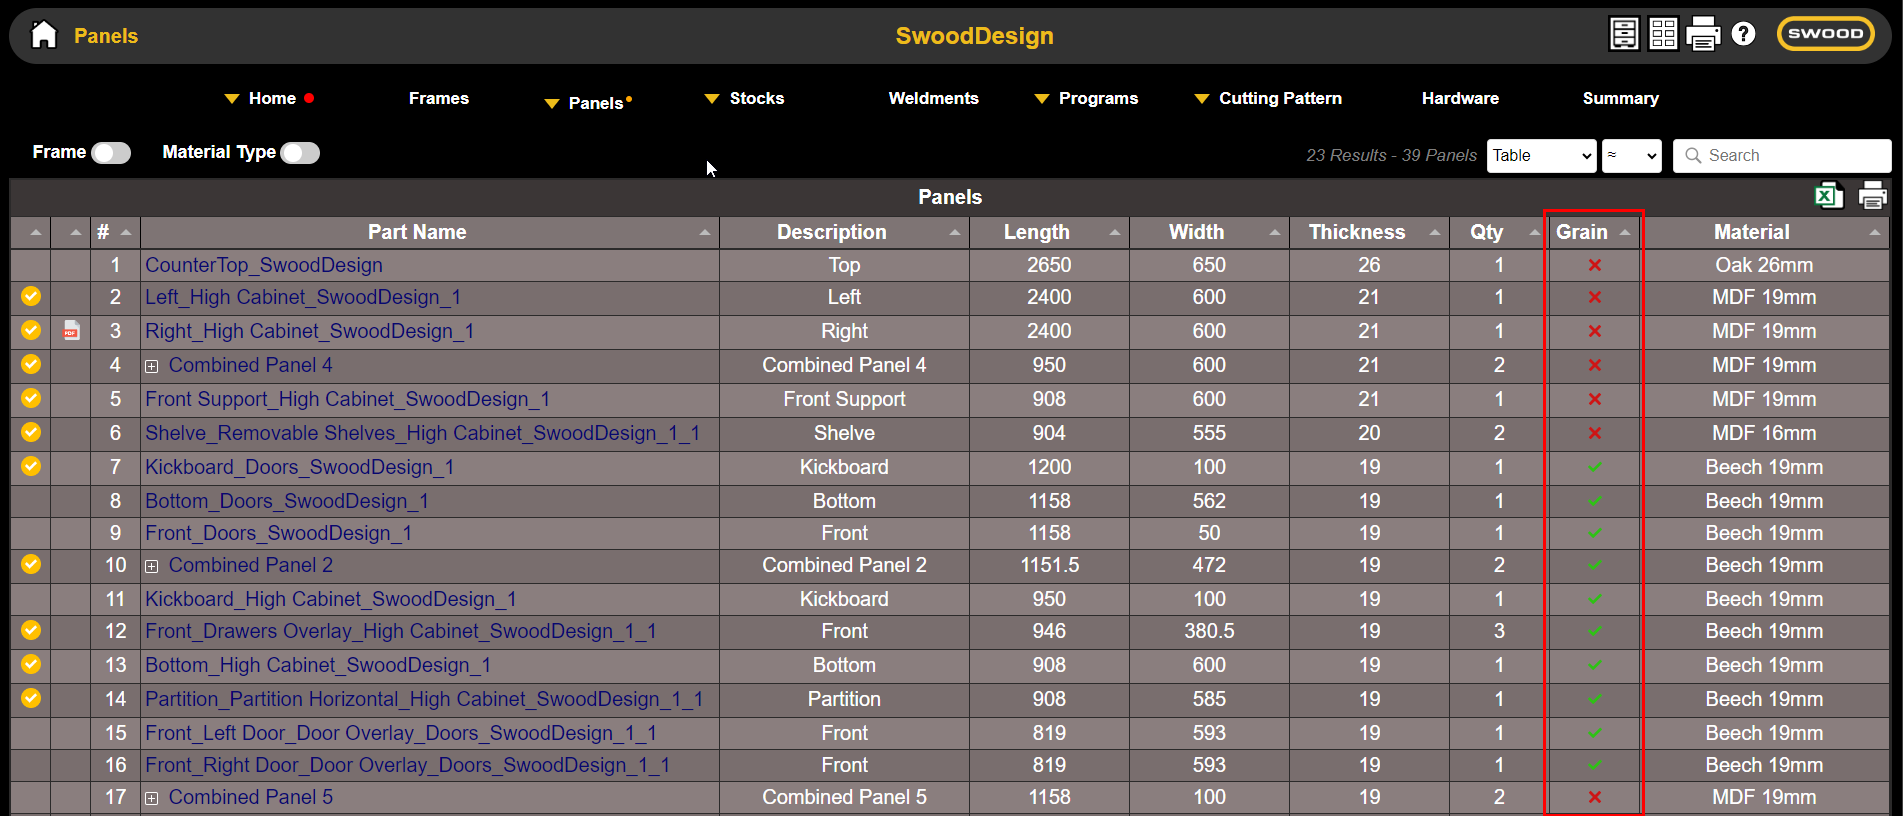 Panels SwoodDesign SWOOD
Home Frames Panels Stocks Weldments Programs Cutting Pattern Hardware Summary
Frame Material Type 23 Results - 39 Panels Table ≈ Search
Panels
# Part Name Description Length Width Thickness Qty Grain Material
1 CounterTop_SwoodDesign Top 2650 650 26 1 Oak 26mm
2 Left_High Cabinet_SwoodDesign_1 Left 2400 600 21 1 MDF 19mm
PDF 3 Right_High Cabinet_SwoodDesign_1 Right 2400 600 21 1 MDF 19mm
4 Combined Panel 4 Combined Panel 4 950 600 21 2 MDF 19mm
5 Front Support_High Cabinet_SwoodDesign_1 Front Support 908 600 21 1 MDF 19mm
6 Shelve_Removable Shelves_High Cabinet_SwoodDesign_1_1 Shelve 904 555 20 2 MDF 16mm
7 Kickboard_Doors_SwoodDesign_1 Kickboard 1200 100 19 1 Beech 19mm
8 Bottom_Doors_SwoodDesign_1 Bottom 1158 562 19 1 Beech 19mm
9 Front_Doors_SwoodDesign_1 Front 1158 50 19 1 Beech 19mm
10 Combined Panel 2 Combined Panel 2 1151.5 472 19 2 Beech 19mm
11 Kickboard_High Cabinet_SwoodDesign_1 Kickboard 950 100 19 1 Beech 19mm
12 Front_Drawers Overlay_High Cabinet_SwoodDesign_1_1 Front 946 380.5 19 3 Beech 19mm
13 Bottom_High Cabinet_SwoodDesign_1 Bottom 908 600 19 1 Beech 19mm
14 Partition_Partition Horizontal_High Cabinet_SwoodDesign_1_1 Partition 908 585 19 1 Beech 19mm
15 Front_Left Door_Door Overlay_Doors_SwoodDesign_1_1 Front 819 593 19 1 Beech 19mm
16 Front_Right Door_Door Overlay_Doors_SwoodDesign_1_1 Front 819 593 19 1 Beech 19mm
17 Combined Panel 5 Combined Panel 5 1158 100 19 2 MDF 19mm